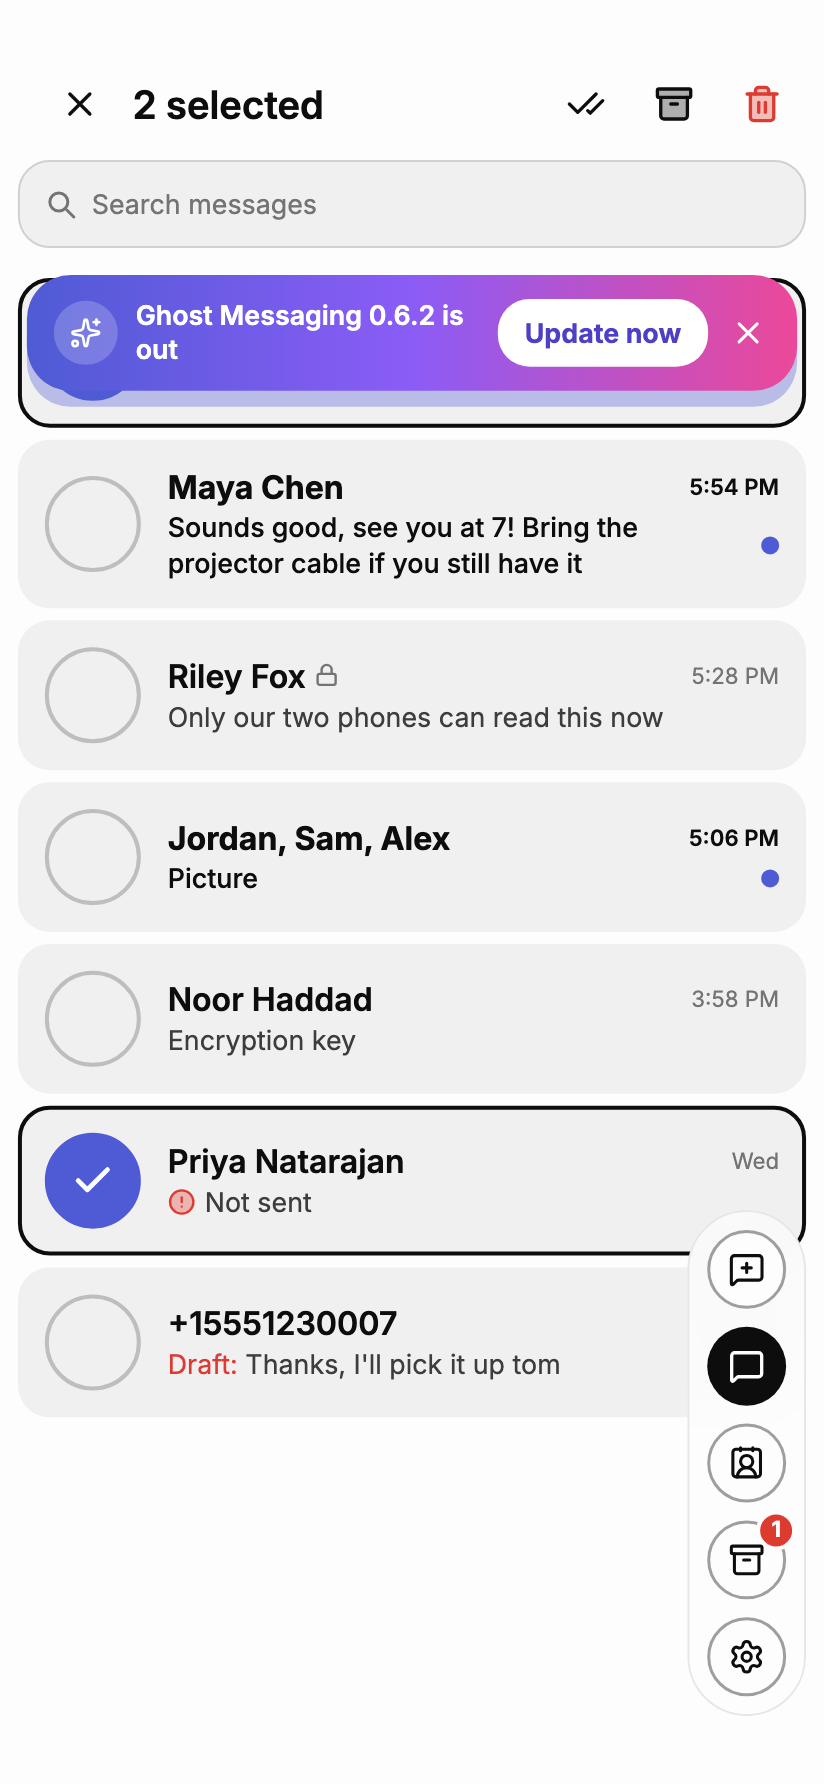 2 selected
Search messages
Ghost Messaging 0.6.2 is
out
Update now
Maya Chen
5:54 PM
Sounds good, see you at 7! Bring the
projector cable if you still have it
Riley Fox
5:28 PM
Only our two phones can read this now
Jordan, Sam, Alex
5:06 PM
Picture
Noor Haddad
3:58 PM
Encryption key
Priya Natarajan
Wed
Not sent
+15551230007
Draft: Thanks, I'll pick it up tom
1